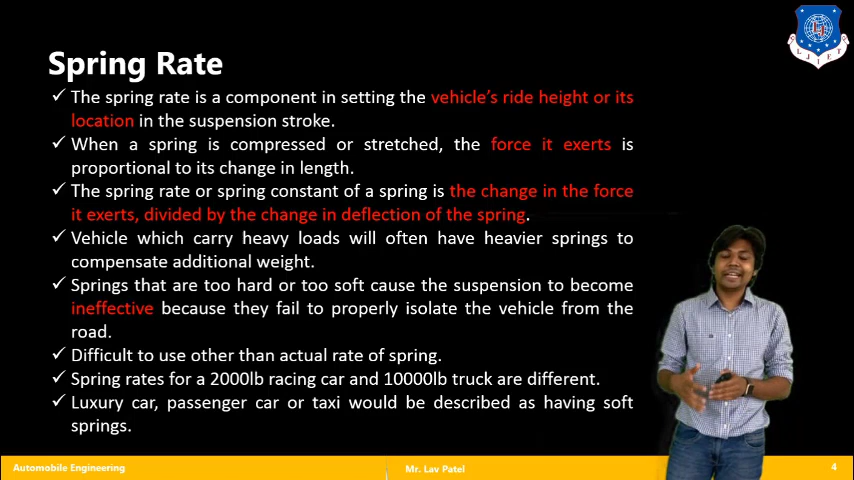 Spring Rate
✓ The spring rate is a component in setting the vehicle's ride height or its
location in the suspension stroke.
✓ When a spring is compressed or stretched, the force it exerts is
proportional to its change in length.
✓ The spring rate or spring constant of a spring is the change in the force
it exerts, divided by the change in deflection of the spring.
✓ Vehicle which carry heavy loads will often have heavier springs to
compensate additional weight.
✓ Springs that are too hard or too soft cause the suspension to become
ineffective because they fail to properly isolate the vehicle from the
road.
✓ Difficult to use other than actual rate of spring.
✓ Spring rates for a 2000lb racing car and 10000lb truck are different.
✓ Luxury car, passenger car or taxi would be described as having soft
springs.
LJIET
Automobile Engineering
Mr. Lav Patel
4